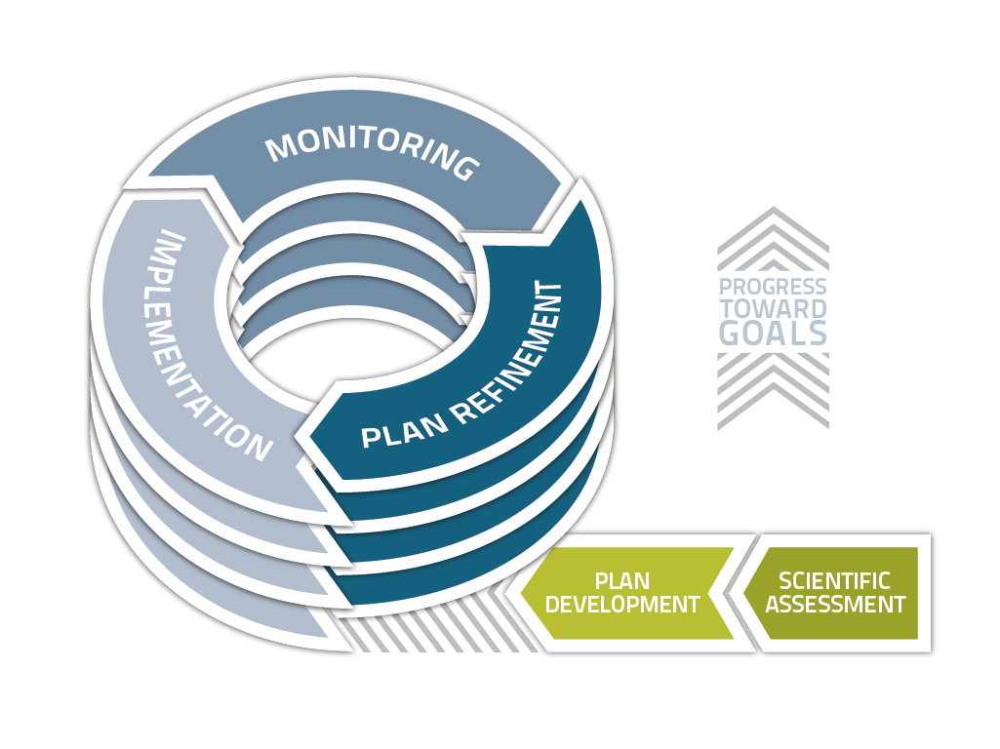 MONITORING
IMPLEMENTATION
PLAN REFINEMENT
PROGRESS
TOWARD
GOALS
PLAN
DEVELOPMENT
SCIENTIFIC
ASSESSMENT